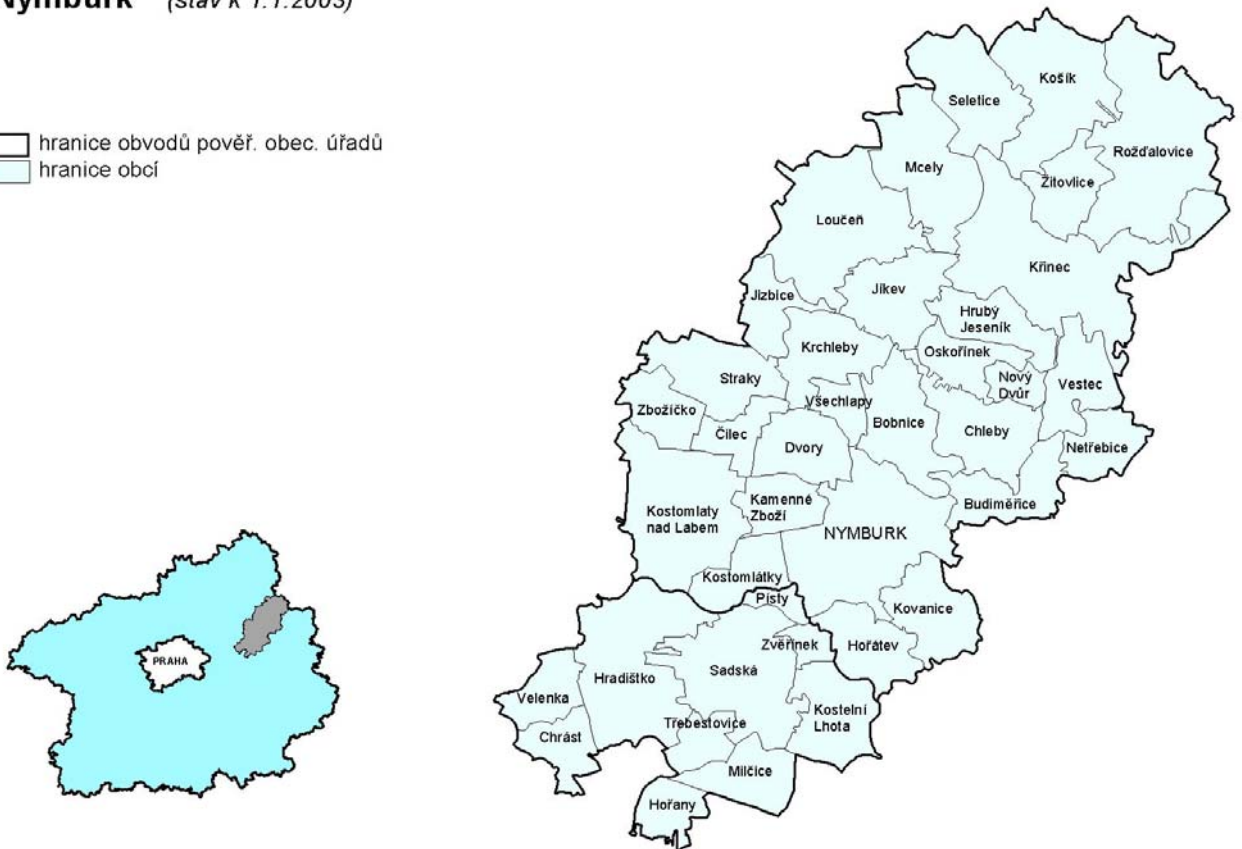 Nymburk (stav k 1.1.2003)
hranice obvodů pověř. obec. úřadů
hranice obcí
Košík
Seletice
Rožďalovice
Mcely
Žitovlice
Loučeň
Křinec
Jíkev
Jizbice
Hrubý
Jeseník
Krchleby
Oskořínek
Straky
Nový
Dvůr
Vestec
Všechlapy
Zbožíčko
Bobnice
Čilec
Chleby
Dvory
Netřebice
Kamenné
Zboží
Budiměřice
Kostomlaty
nad Labem
NYMBURK
Kostomlátky
Písty
Kovanice
Zvěřínek
Hořátev
PRAHA
Sadská
Hradištko
Velenka
Kostelní
Lhota
Třebestovice
Chrást
Milčice
Hořany